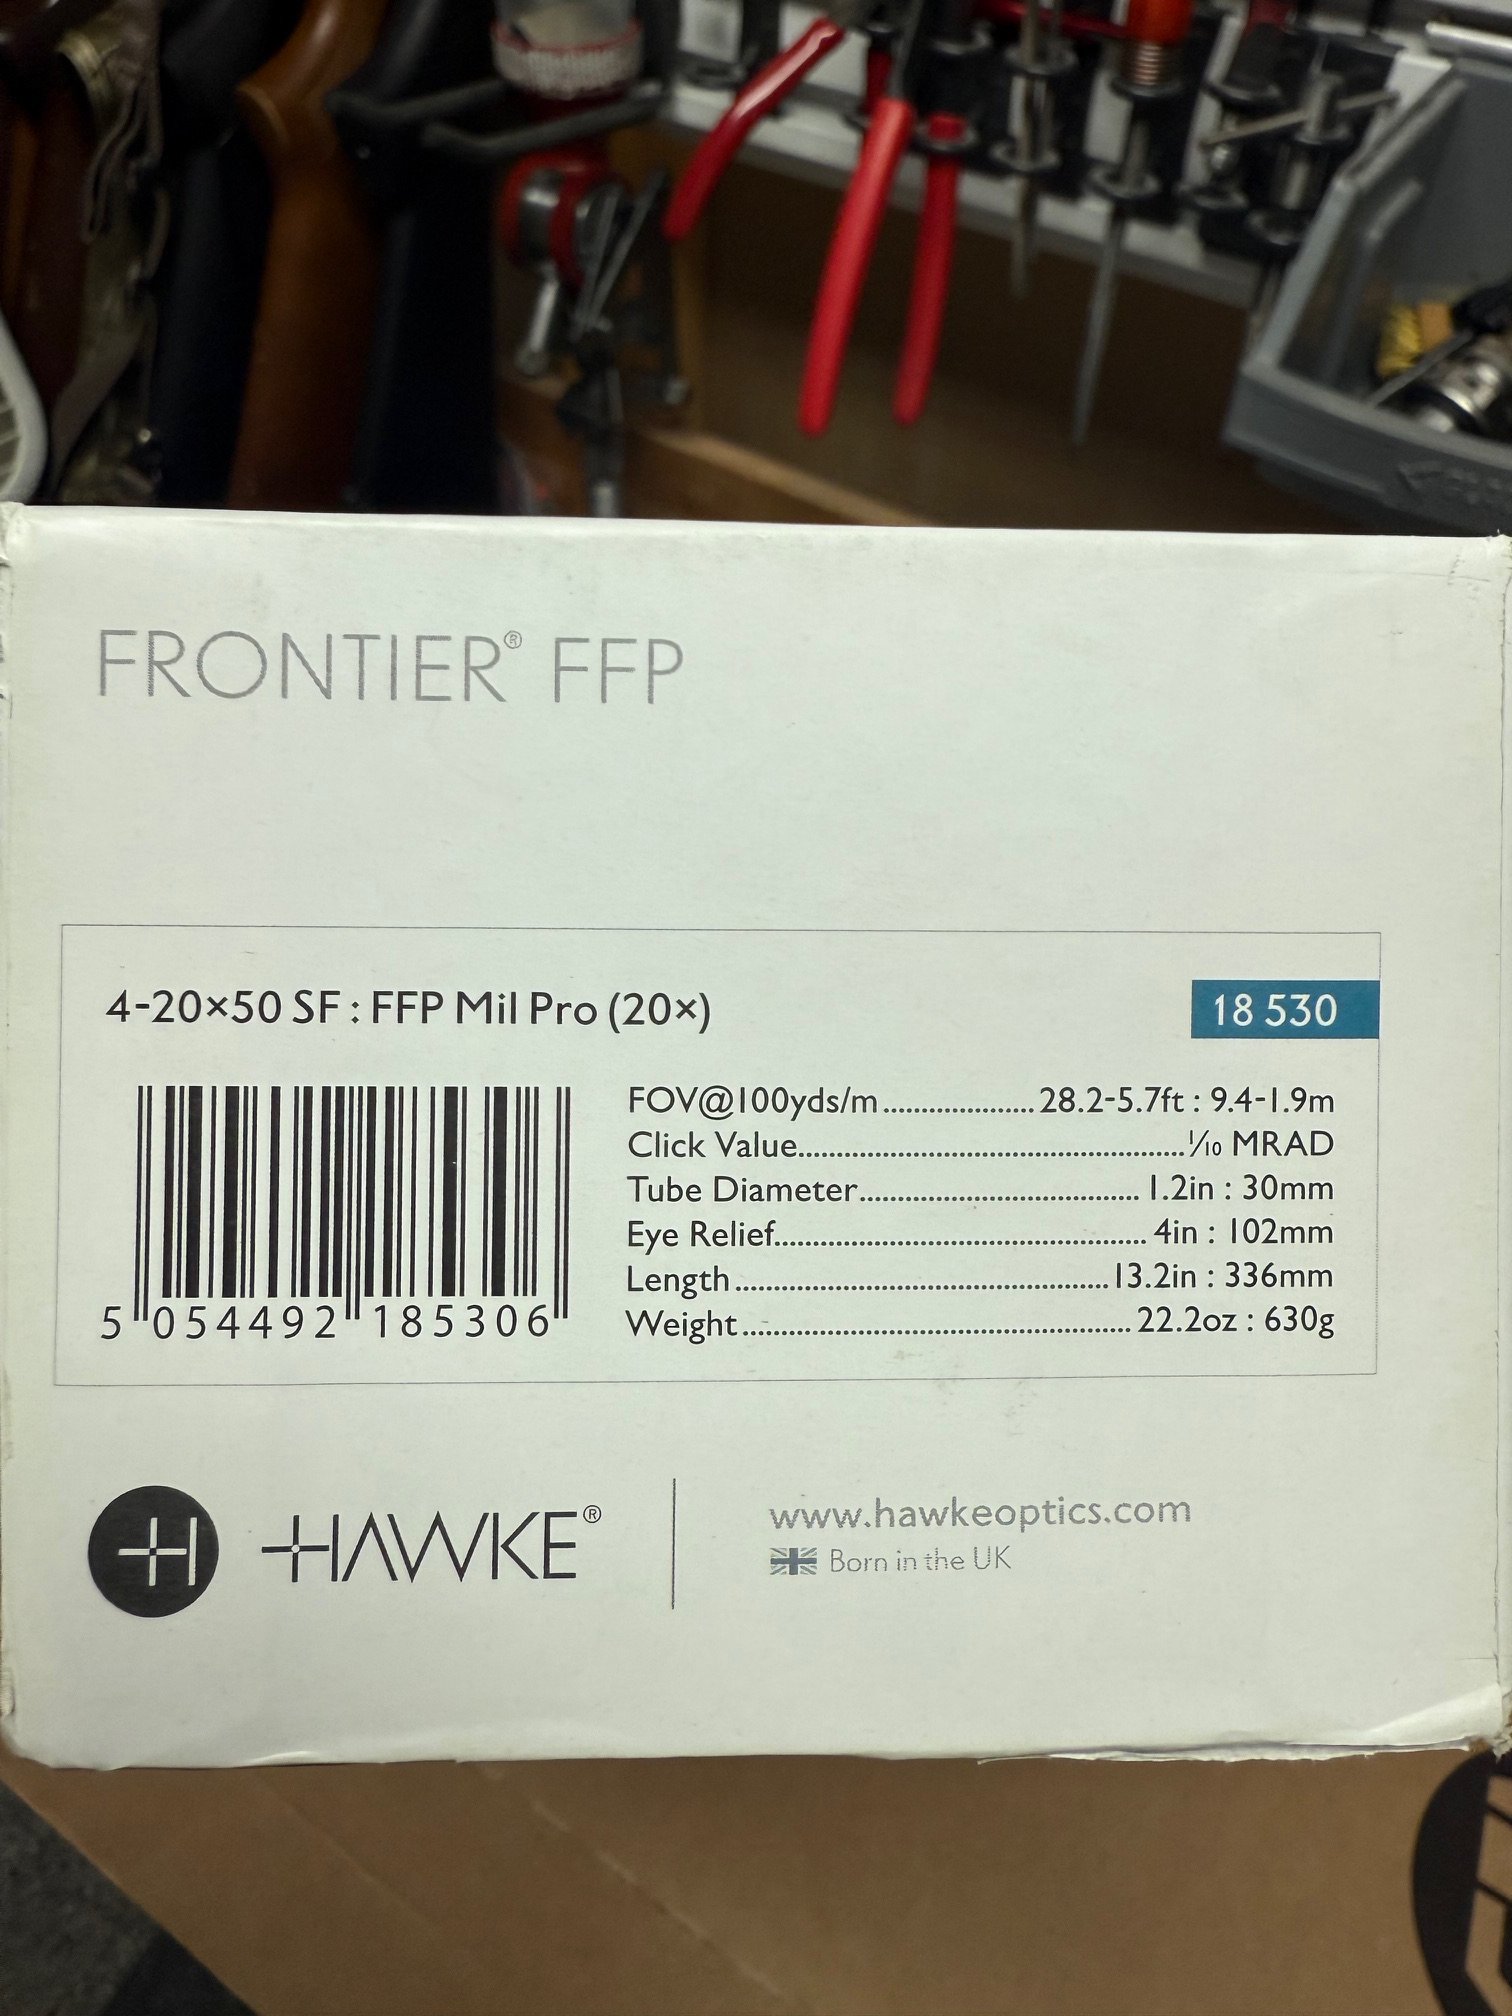 FRONTIER® FFP
4-20×50 SF : FFP Mil Pro (20×)
18 530
FOV@100yds/m....................28.2-5.7ft : 9.4-1.9m
Click Value....................................................1/10 MRAD
Tube Diameter..................................... 1.2in : 30mm
Eye Relief.................................................. 4in : 102mm
Length..................................................13.2in : 336mm
Weight.................................................... 22.2oz : 630g
5 054492 185306
HAWKE®
www.hawkeoptics.com
Born in the UK